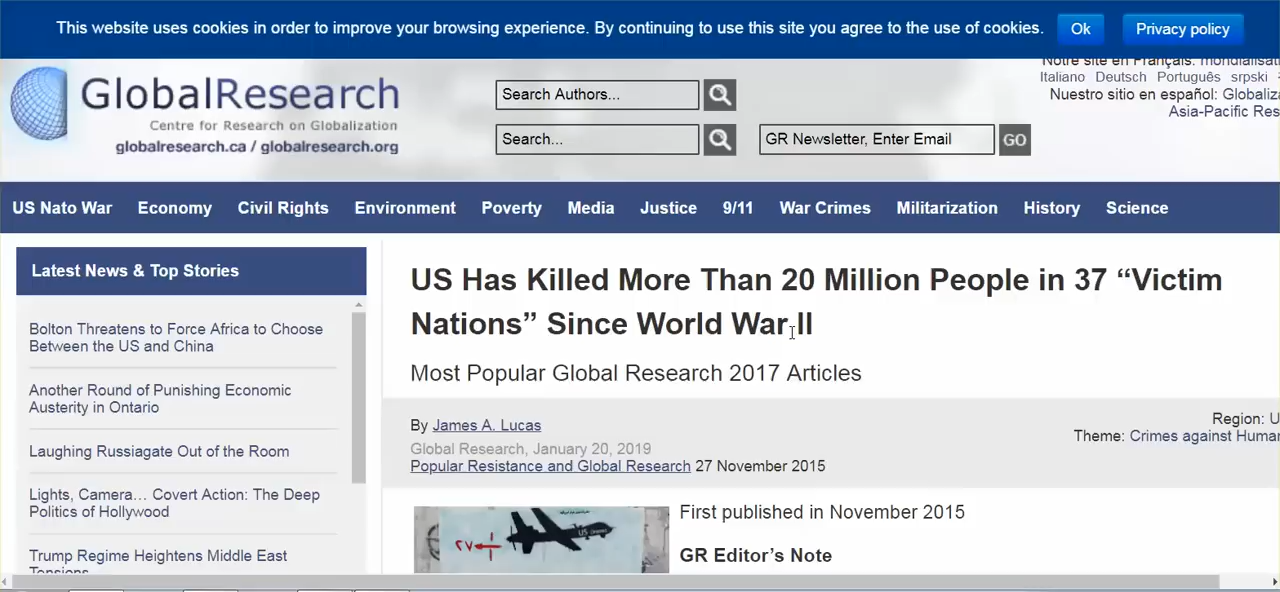 This website uses cookies in order to improve your browsing experience. By continuing to use this site you agree to the use of cookies.
Ok
Privacy policy
GlobalResearch
Centre for Research on Globalization
globalresearch.ca / globalresearch.org
Search Authors...
Search...
GR Newsletter, Enter Email
GO
Notre site en Français:
Italiano Deutsch Português srpski
Nuestro sitio en español:
US Nato War Economy Civil Rights Environment Poverty Media Justice 9/11 War Crimes Militarization History Science
Latest News & Top Stories
Bolton Threatens to Force Africa to Choose
Between the US and China
Another Round of Punishing Economic
Austerity in Ontario
Laughing Russiagate Out of the Room
Lights, Camera… Covert Action: The Deep
Politics of Hollywood
Trump Regime Heightens Middle East
Tensions
US Has Killed More Than 20 Million People in 37 “Victim
Nations” Since World War II
Most Popular Global Research 2017 Articles
By James A. Lucas
Global Research, January 20, 2019
Popular Resistance and Global Research 27 November 2015
Region:
Theme: Crimes against
First published in November 2015
GR Editor’s Note